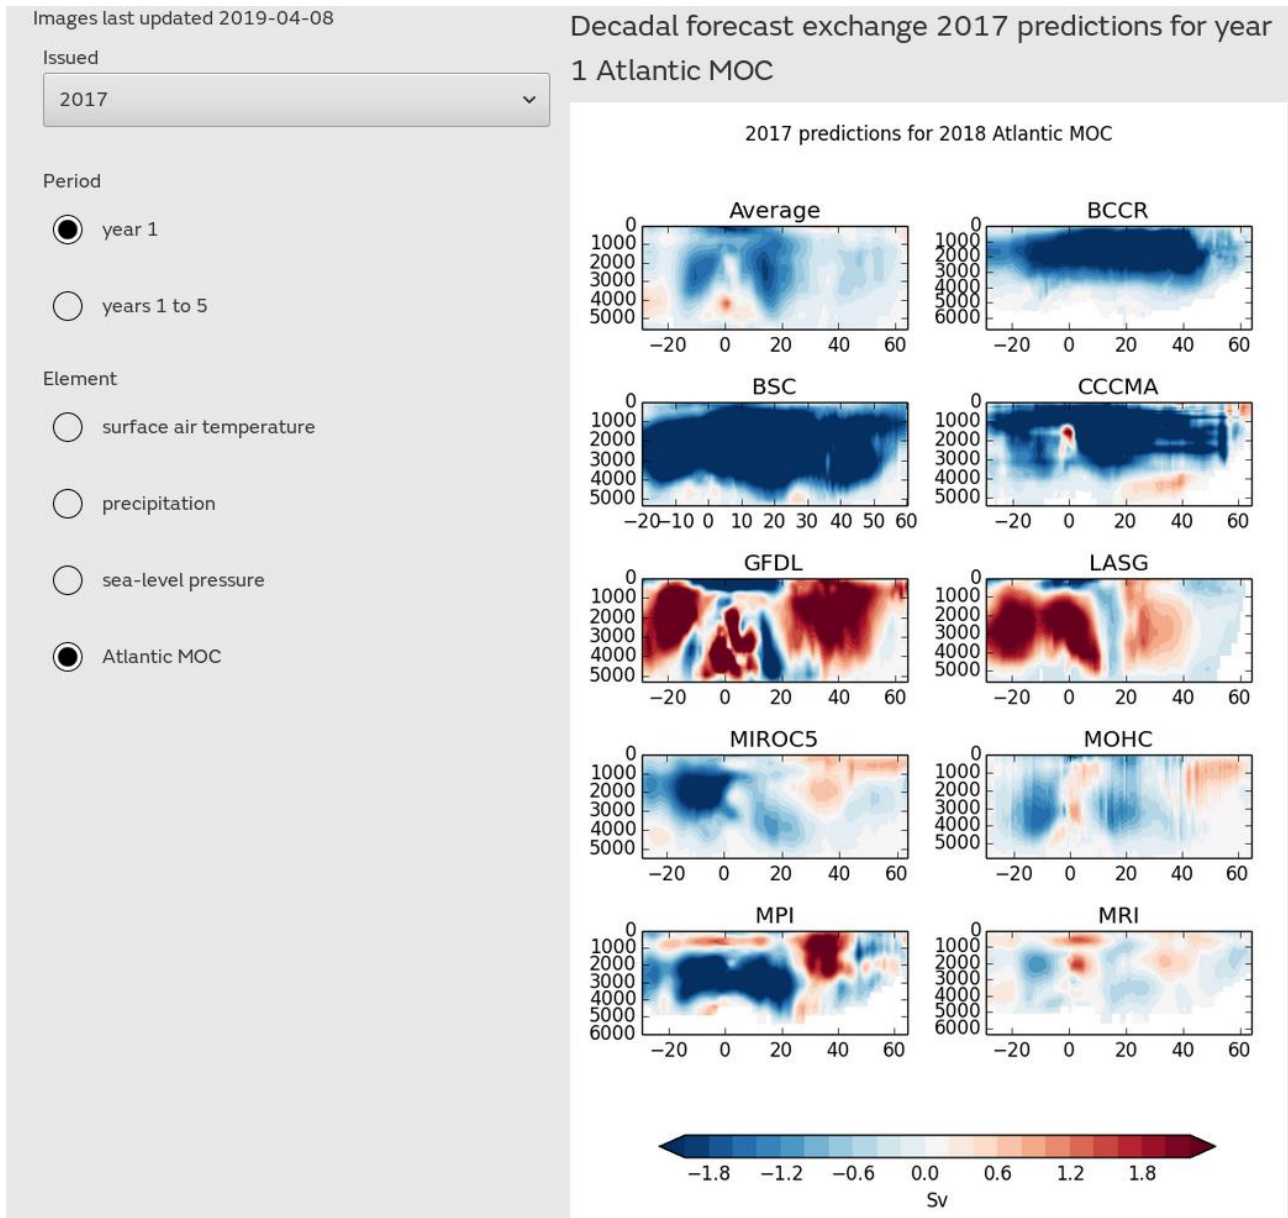 Images last updated 2019-04-08
Issued
2017
Period
year 1
years 1 to 5
Element
surface air temperature
precipitation
sea-level pressure
Atlantic MOC
Decadal forecast exchange 2017 predictions for year
1 Atlantic MOC
2017 predictions for 2018 Atlantic MOC
Average
0
1000
2000
3000
4000
5000
−20 0 20 40 60
BCCR
0
1000
2000
3000
4000
5000
6000
−20 0 20 40 60
BSC
0
1000
2000
3000
4000
5000
−20 −10 0 10 20 30 40 50 60
CCCMA
0
1000
2000
3000
4000
5000
−20 0 20 40 60
GFDL
0
1000
2000
3000
4000
5000
−20 0 20 40 60
LASG
0
1000
2000
3000
4000
5000
−20 0 20 40 60
MIROC5
0
1000
2000
3000
4000
5000
−20 0 20 40 60
MOHC
0
1000
2000
3000
4000
5000
−20 0 20 40 60
MPI
0
1000
2000
3000
4000
5000
6000
−20 0 20 40 60
MRI
0
1000
2000
3000
4000
5000
6000
−20 0 20 40 60
−1.8 −1.2 −0.6 0.0 0.6 1.2 1.8
Sv